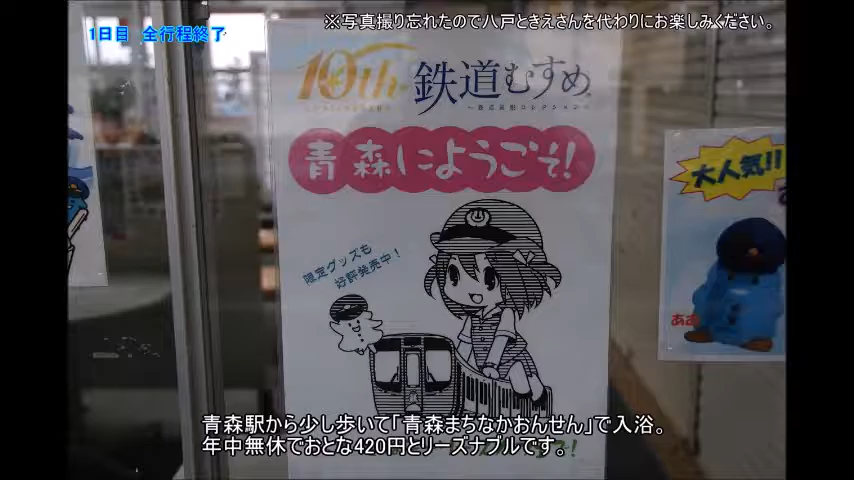 ※写真撮り忘れたので八戸ときえさんを代わりにお楽しみください。
1日目 全行程終了
10th 鉄道むすめ
青森にようこそ!
大人気!!
限定グッズも
好評発売中!
青森駅から少し歩いて「青森まちなかおんせん」で入浴。
年中無休でおとな420円とリーズナブルです。